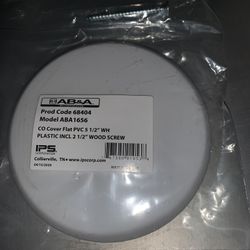 AB&A
Prod Code 68404
Model ABA1656
CO Cover Flat PVC 5 1/2" WH
PLASTIC INCL 2 1/2" WOOD SCREW
IPS
Collierville, TN • www.ipscorp.com